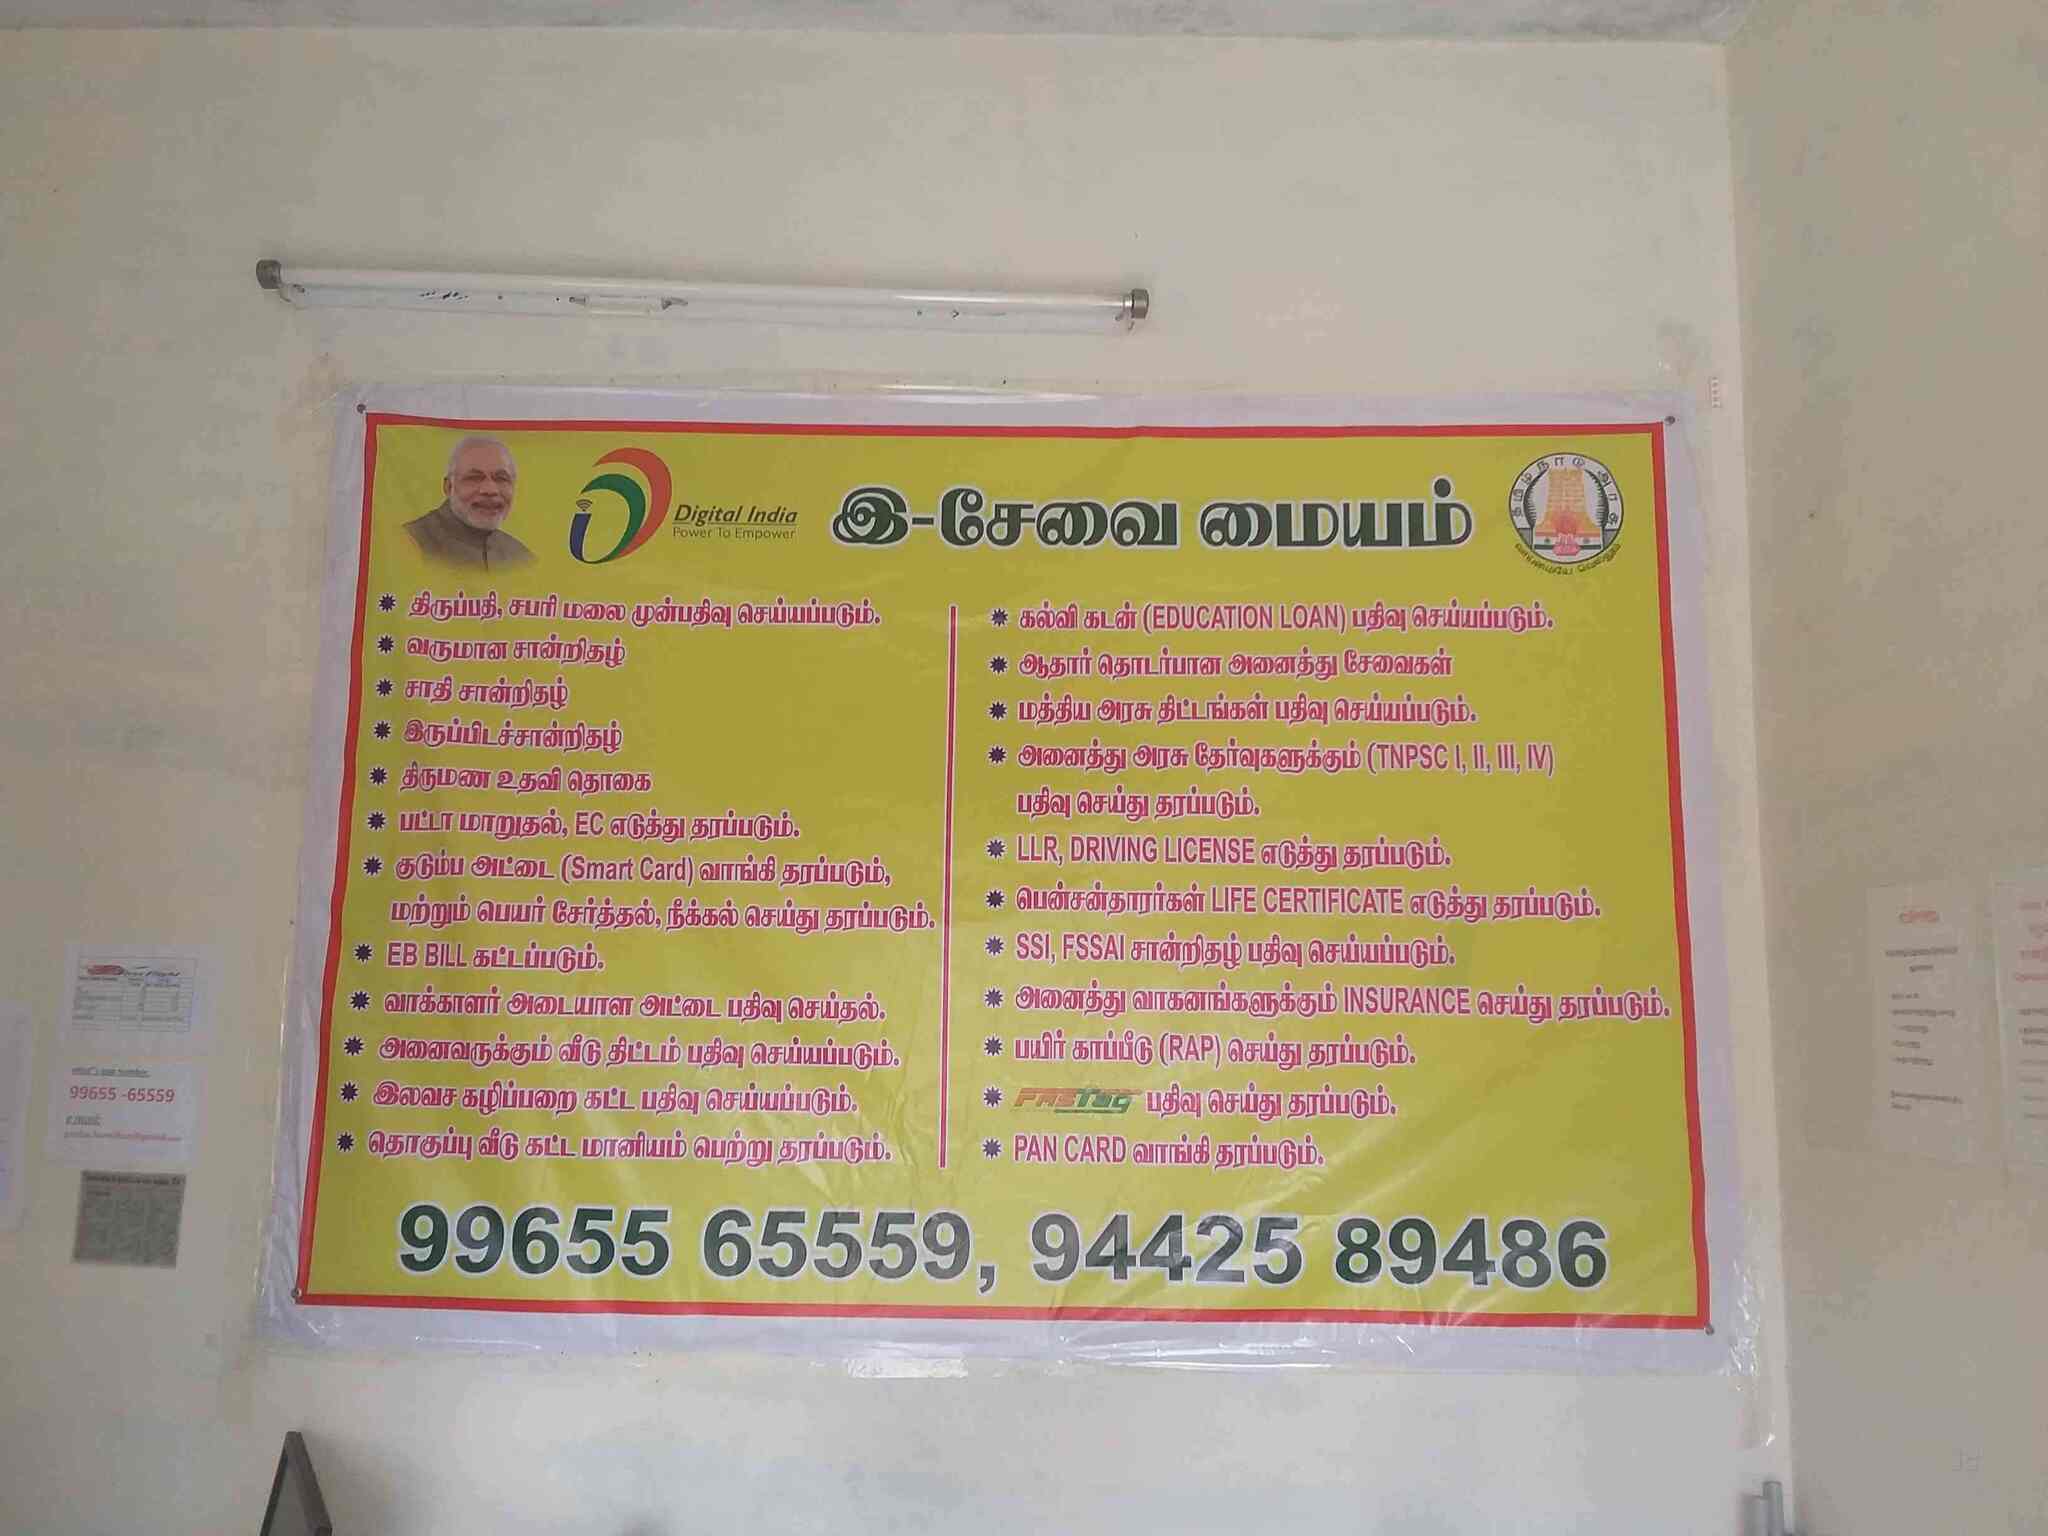 Digital India
Power To Empower
இ-சேவை மையம்
தமிழ்நாடு அரசு
வாய்மையே வெல்லும்
திருப்பதி, சபரி மலை முன்பதிவு செய்யப்படும்.
வருமான சான்றிதழ்
சாதி சான்றிதழ்
இருப்பிடச்சான்றிதழ்
திருமண உதவி தொகை
பட்டா மாறுதல், EC எடுத்து தரப்படும்.
குடும்ப அட்டை (Smart Card) வாங்கி தரப்படும்,
மற்றும் பெயர் சேர்த்தல், நீக்கல் செய்து தரப்படும்.
EB BILL கட்டப்படும்.
வாக்காளர் அடையாள அட்டை பதிவு செய்தல்.
அனைவருக்கும் வீடு திட்டம் பதிவு செய்யப்படும்.
இலவச கழிப்பறை கட்ட பதிவு செய்யப்படும்.
தொகுப்பு வீடு கட்ட மானியம் பெற்று தரப்படும்.
கல்வி கடன் (EDUCATION LOAN) பதிவு செய்யப்படும்.
ஆதார் தொடர்பான அனைத்து சேவைகள்
மத்திய அரசு திட்டங்கள் பதிவு செய்யப்படும்.
அனைத்து அரசு தேர்வுகளுக்கும் (TNPSC I, II, III, IV)
பதிவு செய்து தரப்படும்.
LLR, DRIVING LICENSE எடுத்து தரப்படும்.
பென்சன்தாரர்கள் LIFE CERTIFICATE எடுத்து தரப்படும்.
SSI, FSSAI சான்றிதழ் பதிவு செய்யப்படும்.
அனைத்து வாகனங்களுக்கும் INSURANCE செய்து தரப்படும்.
பயிர் காப்பீடு (RAP) செய்து தரப்படும்.
FASTag பதிவு செய்து தரப்படும்.
PAN CARD வாங்கி தரப்படும்.
99655 65559, 94425 89486
99655 -65559